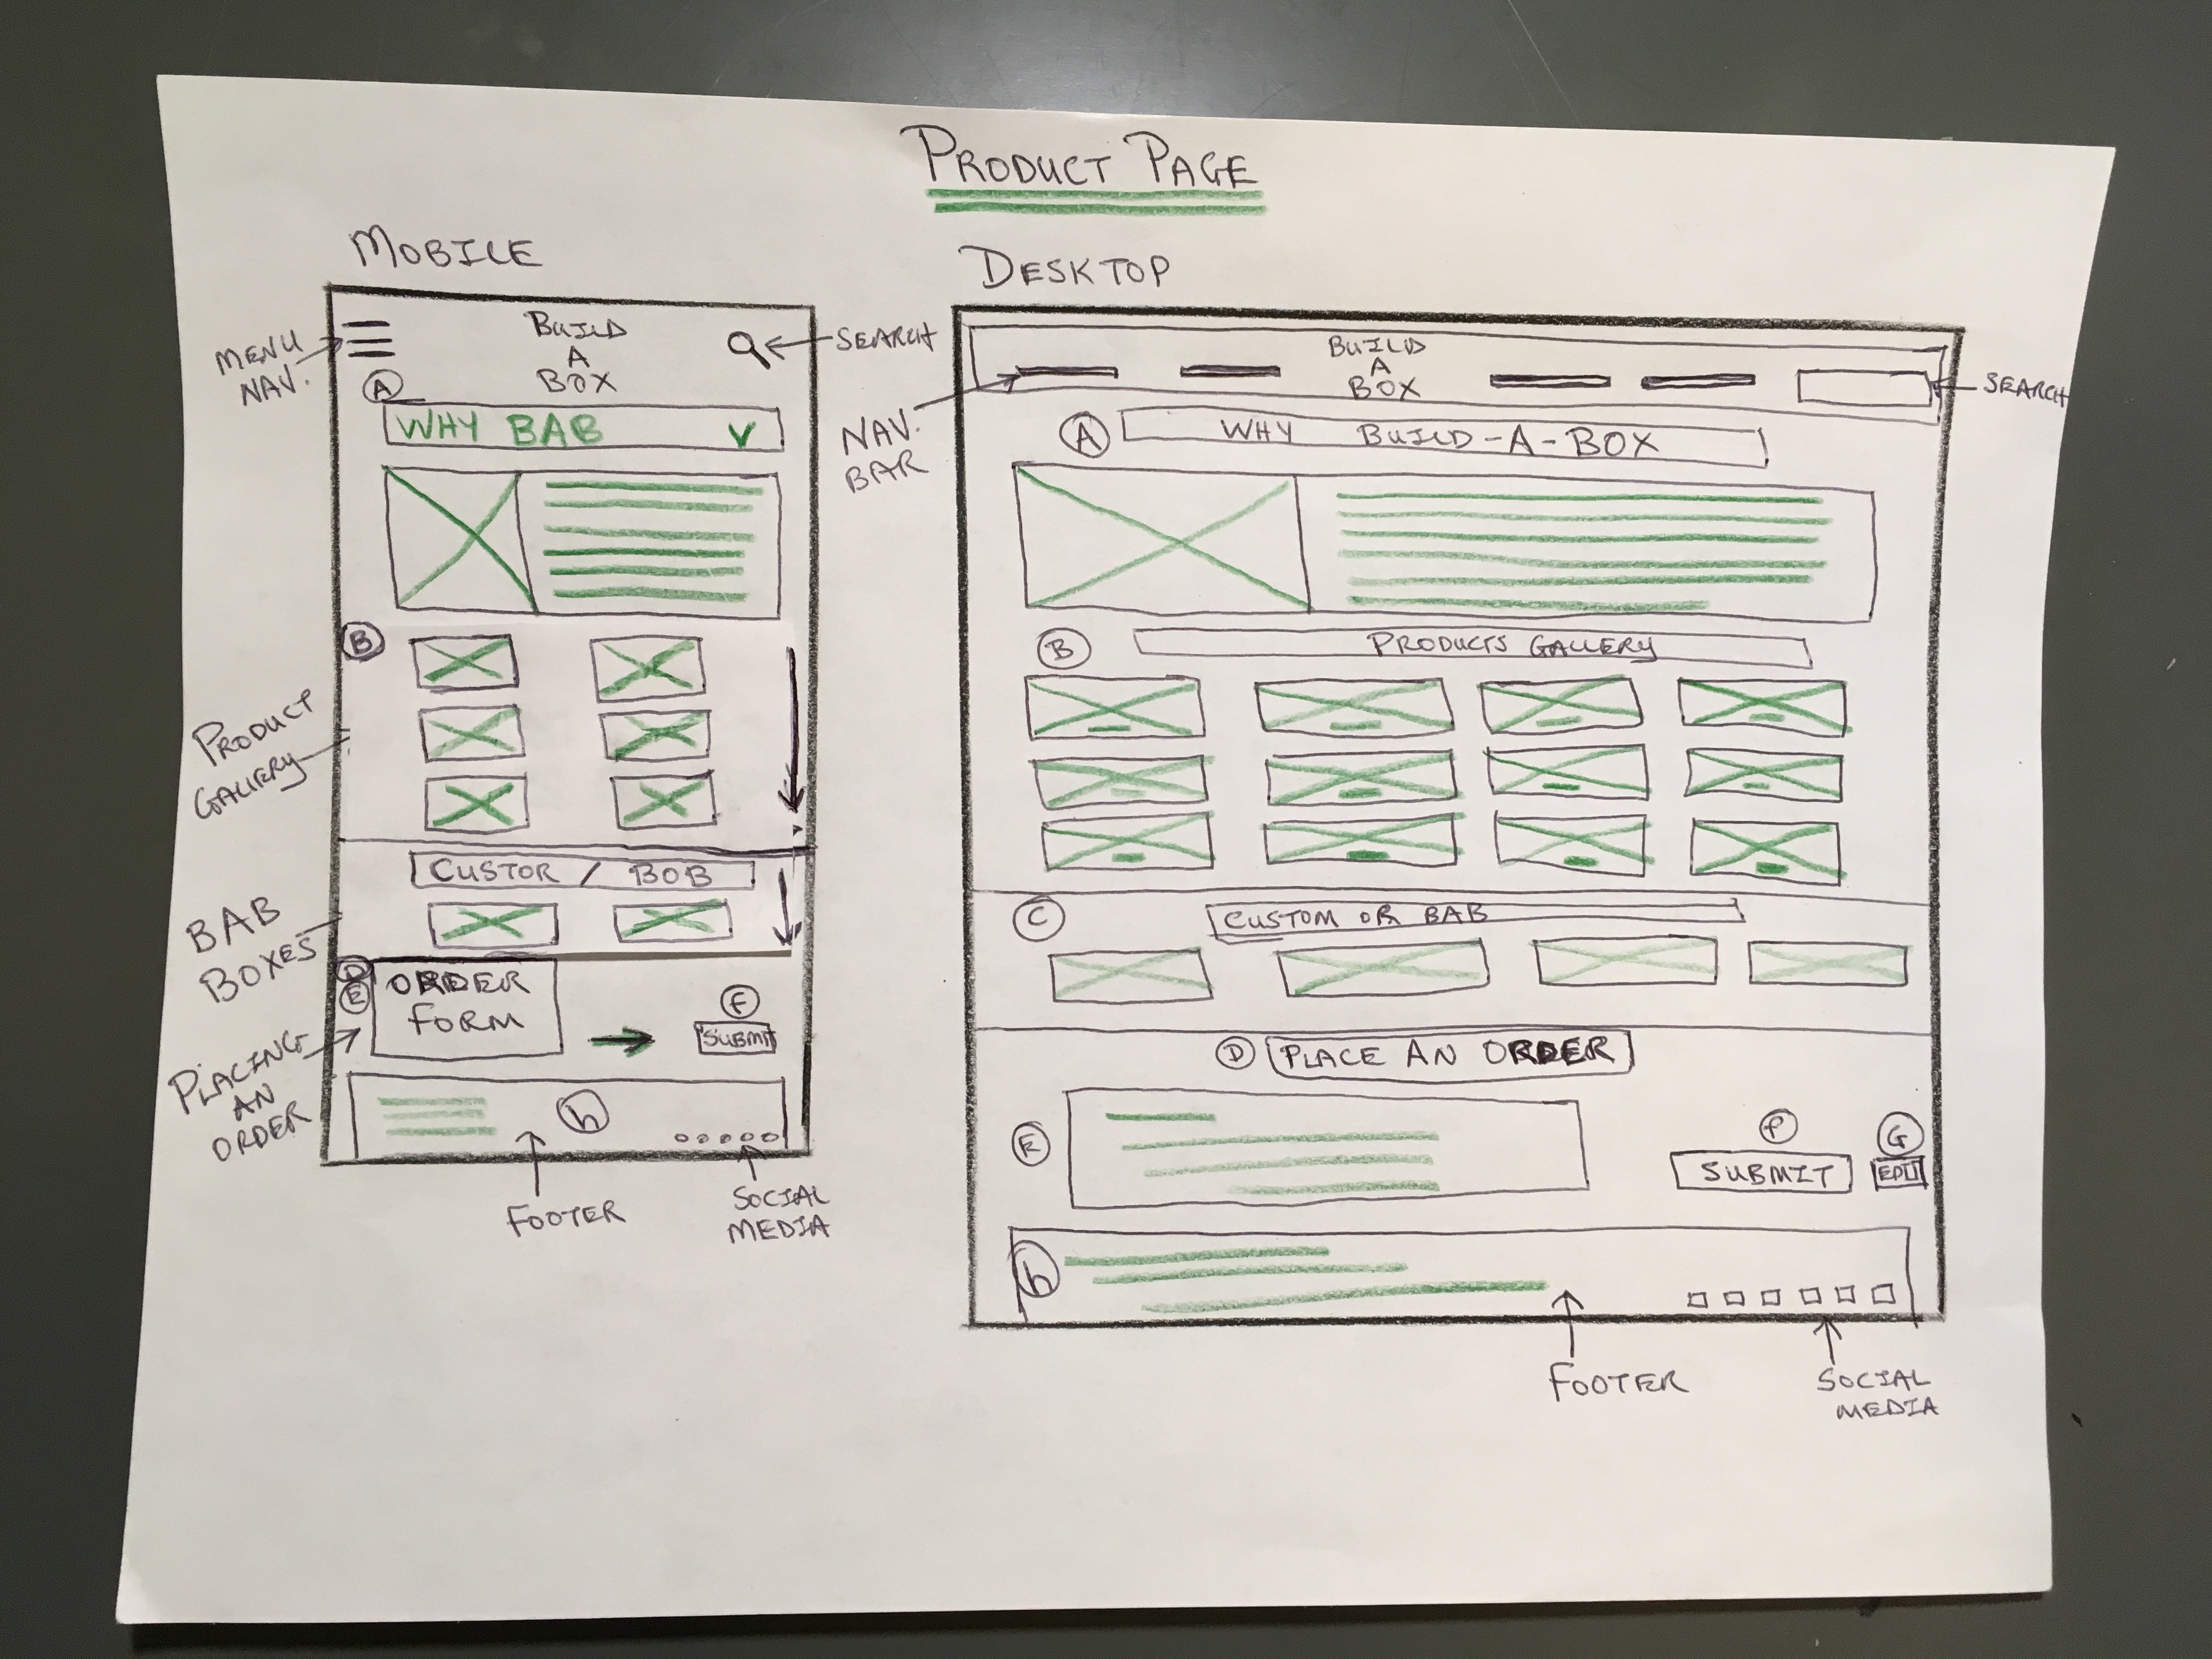 PRODUCT PAGE
MOBILE
MENU
NAV.
BUILD
A
BOX
SEARCH
A
WHY BAB
B
PRODUCT
GALLERY
CUSTOR / BOB
BAB
BOXES
D
E
ORDER
FORM
F
SUBMIT
PLACING
AN
ORDER
b
FOOTER
SOCIAL
MEDIA
DESKTOP
BUILD
A
BOX
SEARCH
NAV.
BAR
A
WHY BUILD-A-BOX
B
PRODUCTS GALLERY
C
CUSTOM OR BAB
D
PLACE AN ORDER
E
SUBMIT
G
EDIT
b
FOOTER
SOCIAL
MEDIA